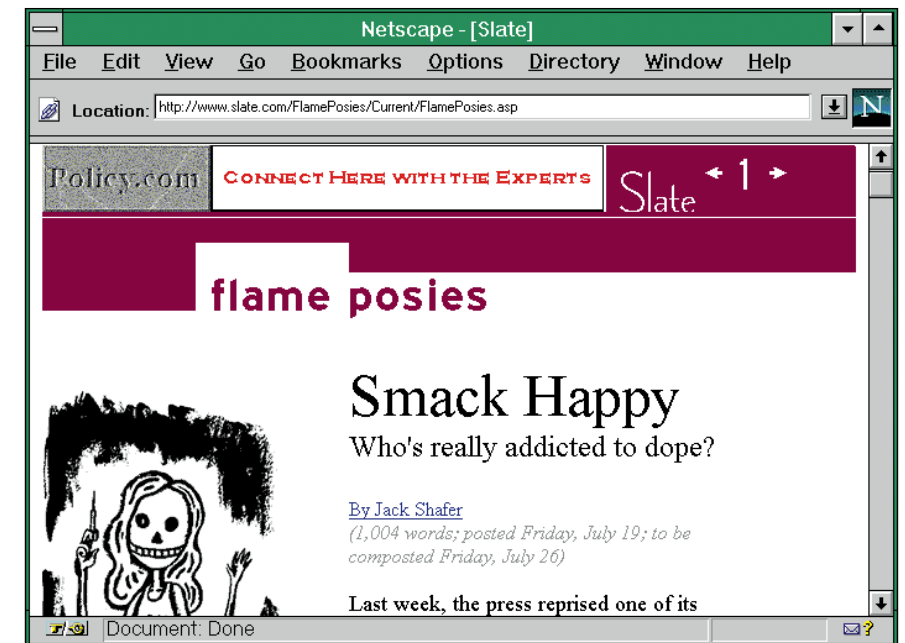 Netscape - [Slate]
File Edit View Go Bookmarks Options Directory Window Help
Location: http://www.slate.com/FlamePosies/Current/FlamePosies.asp
N
Policy.com CONNECT HERE WITH THE EXPERTS Slate 1
flame posies
Smack Happy
Who's really addicted to dope?
By Jack Shafer
(1,004 words; posted Friday, July 19; to be
composted Friday, July 26)
Last week, the press reprised one of its
Document: Done
?